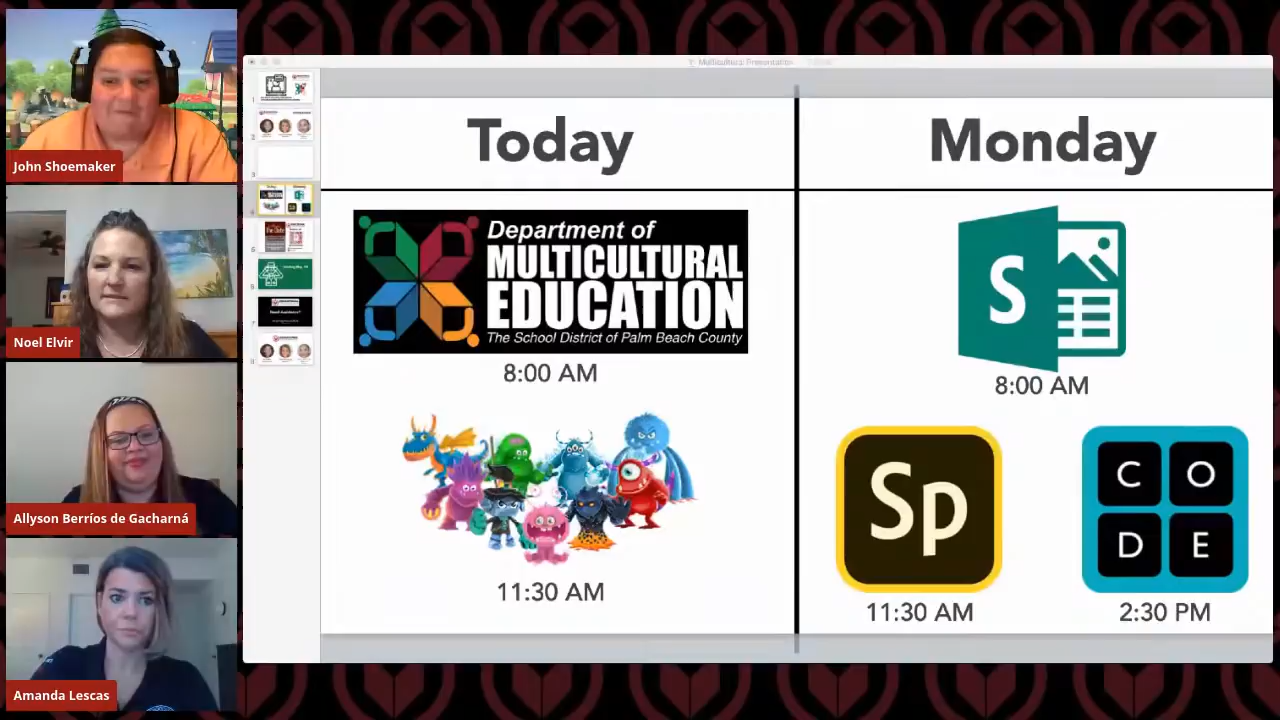 John Shoemaker
Noel Elvir
Allyson Berríos de Gacharná
Amanda Lescas
Multicultural Presentation
Today
Department of
MULTICULTURAL
EDUCATION
The School District of Palm Beach County
8:00 AM
11:30 AM
Monday
S
8:00 AM
Sp
11:30 AM
C O
D E
2:30 PM